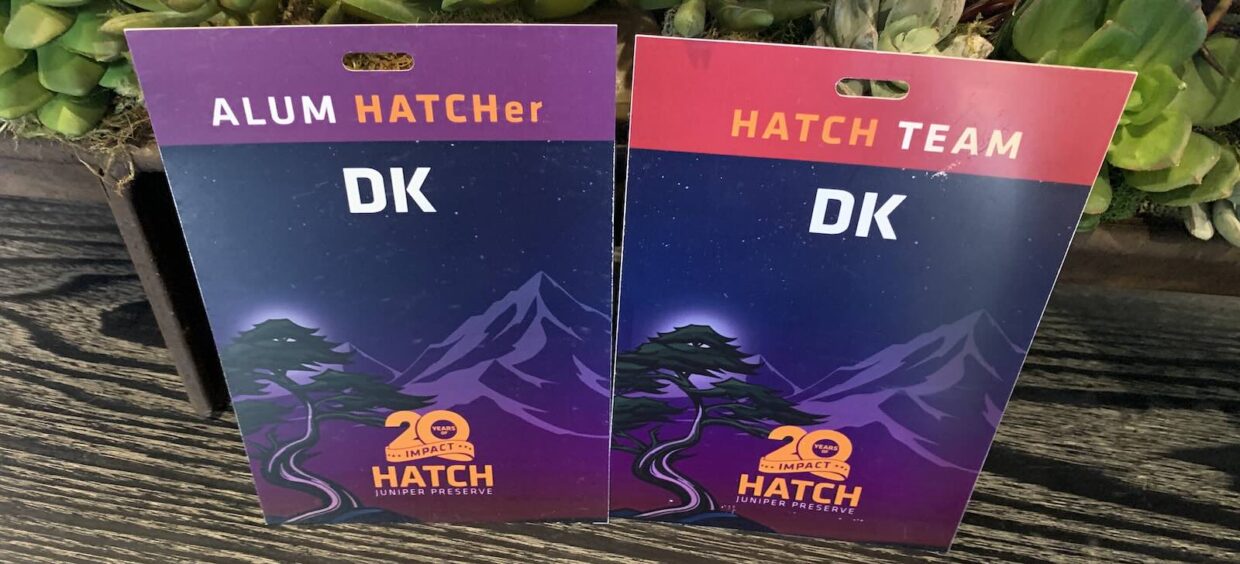 ALUM HATCHer
DK
20
YEARS
OF
IMPACT
HATCH
JUNIPER PRESERVE
HATCH TEAM
DK
20
YEARS
OF
IMPACT
HATCH
JUNIPER PRESERVE